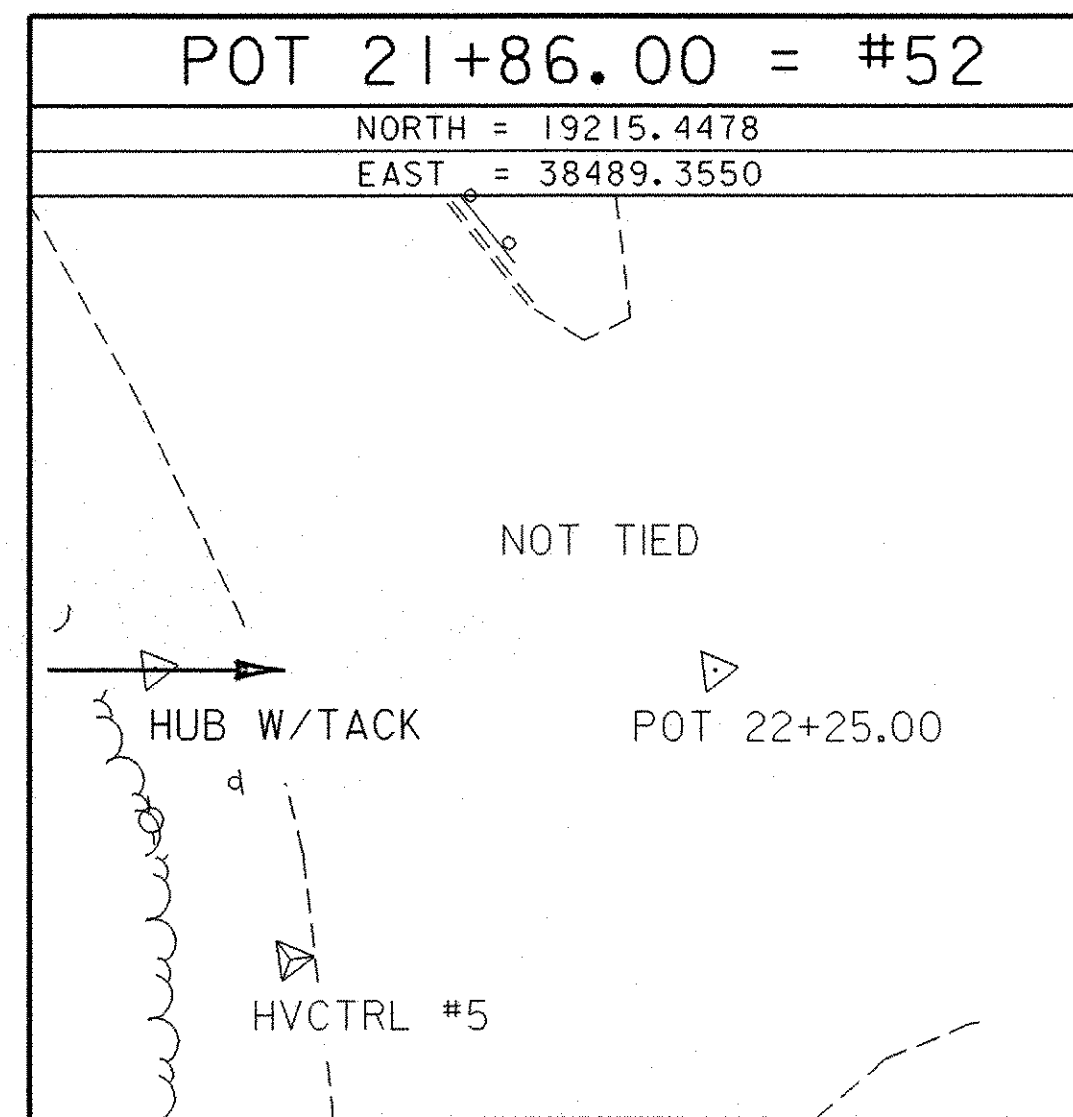 POT 21+86.00 = #52
NORTH = 19215.4478
EAST = 38489.3550
NOT TIED
HUB W/TACK
POT 22+25.00
d
HVCTRL #5